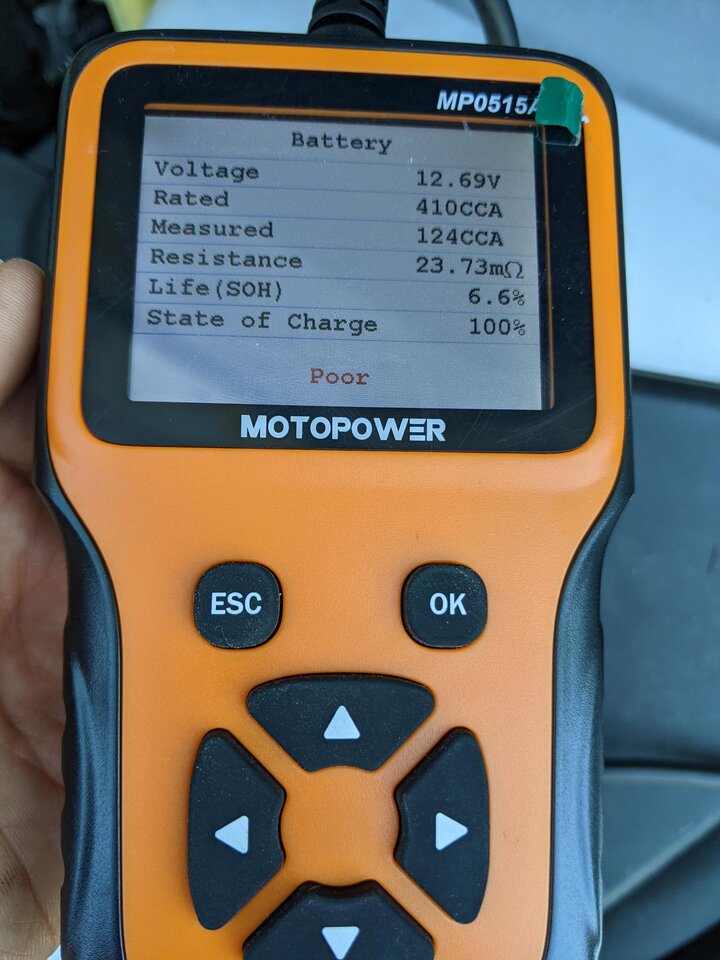 MP0515A
Battery
Voltage 12.69V
Rated 410CCA
Measured 124CCA
Resistance 23.73mΩ
Life(SOH) 6.6%
State of Charge 100%
Poor
MOTOPOWER
ESC OK